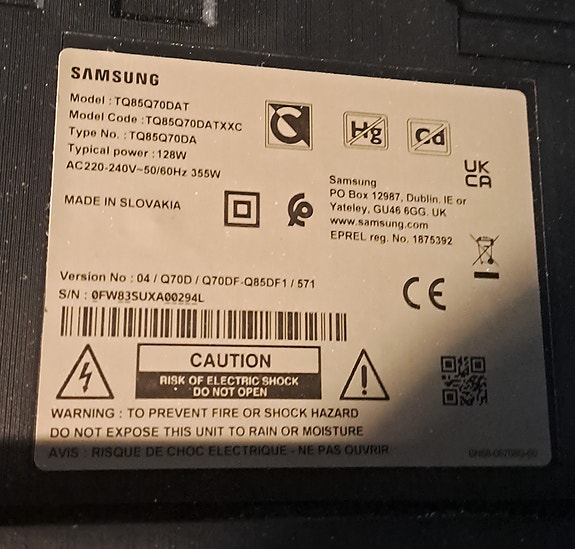 SAMSUNG
Model : TQ85Q70DAT
Model Code : TQ85Q70DATXXC
Type No. : TQ85Q70DA
Typical power : 128W
AC220-240V~50/60Hz 355W
Hg
Cd
UK
CA
MADE IN SLOVAKIA
Samsung
PO Box 12987, Dublin. IE or
Yateley, GU46 6GG. UK
www.samsung.com
EPREL reg. No. 1875392
Version No : 04 / Q70D / Q70DF-Q85DF1 / 571
S/N : 0FW83SUXA00294L
CE
CAUTION
RISK OF ELECTRIC SHOCK
DO NOT OPEN
WARNING : TO PREVENT FIRE OR SHOCK HAZARD
DO NOT EXPOSE THIS UNIT TO RAIN OR MOISTURE
AVIS : RISQUE DE CHOC ELECTRIQUE - NE PAS OUVRIR